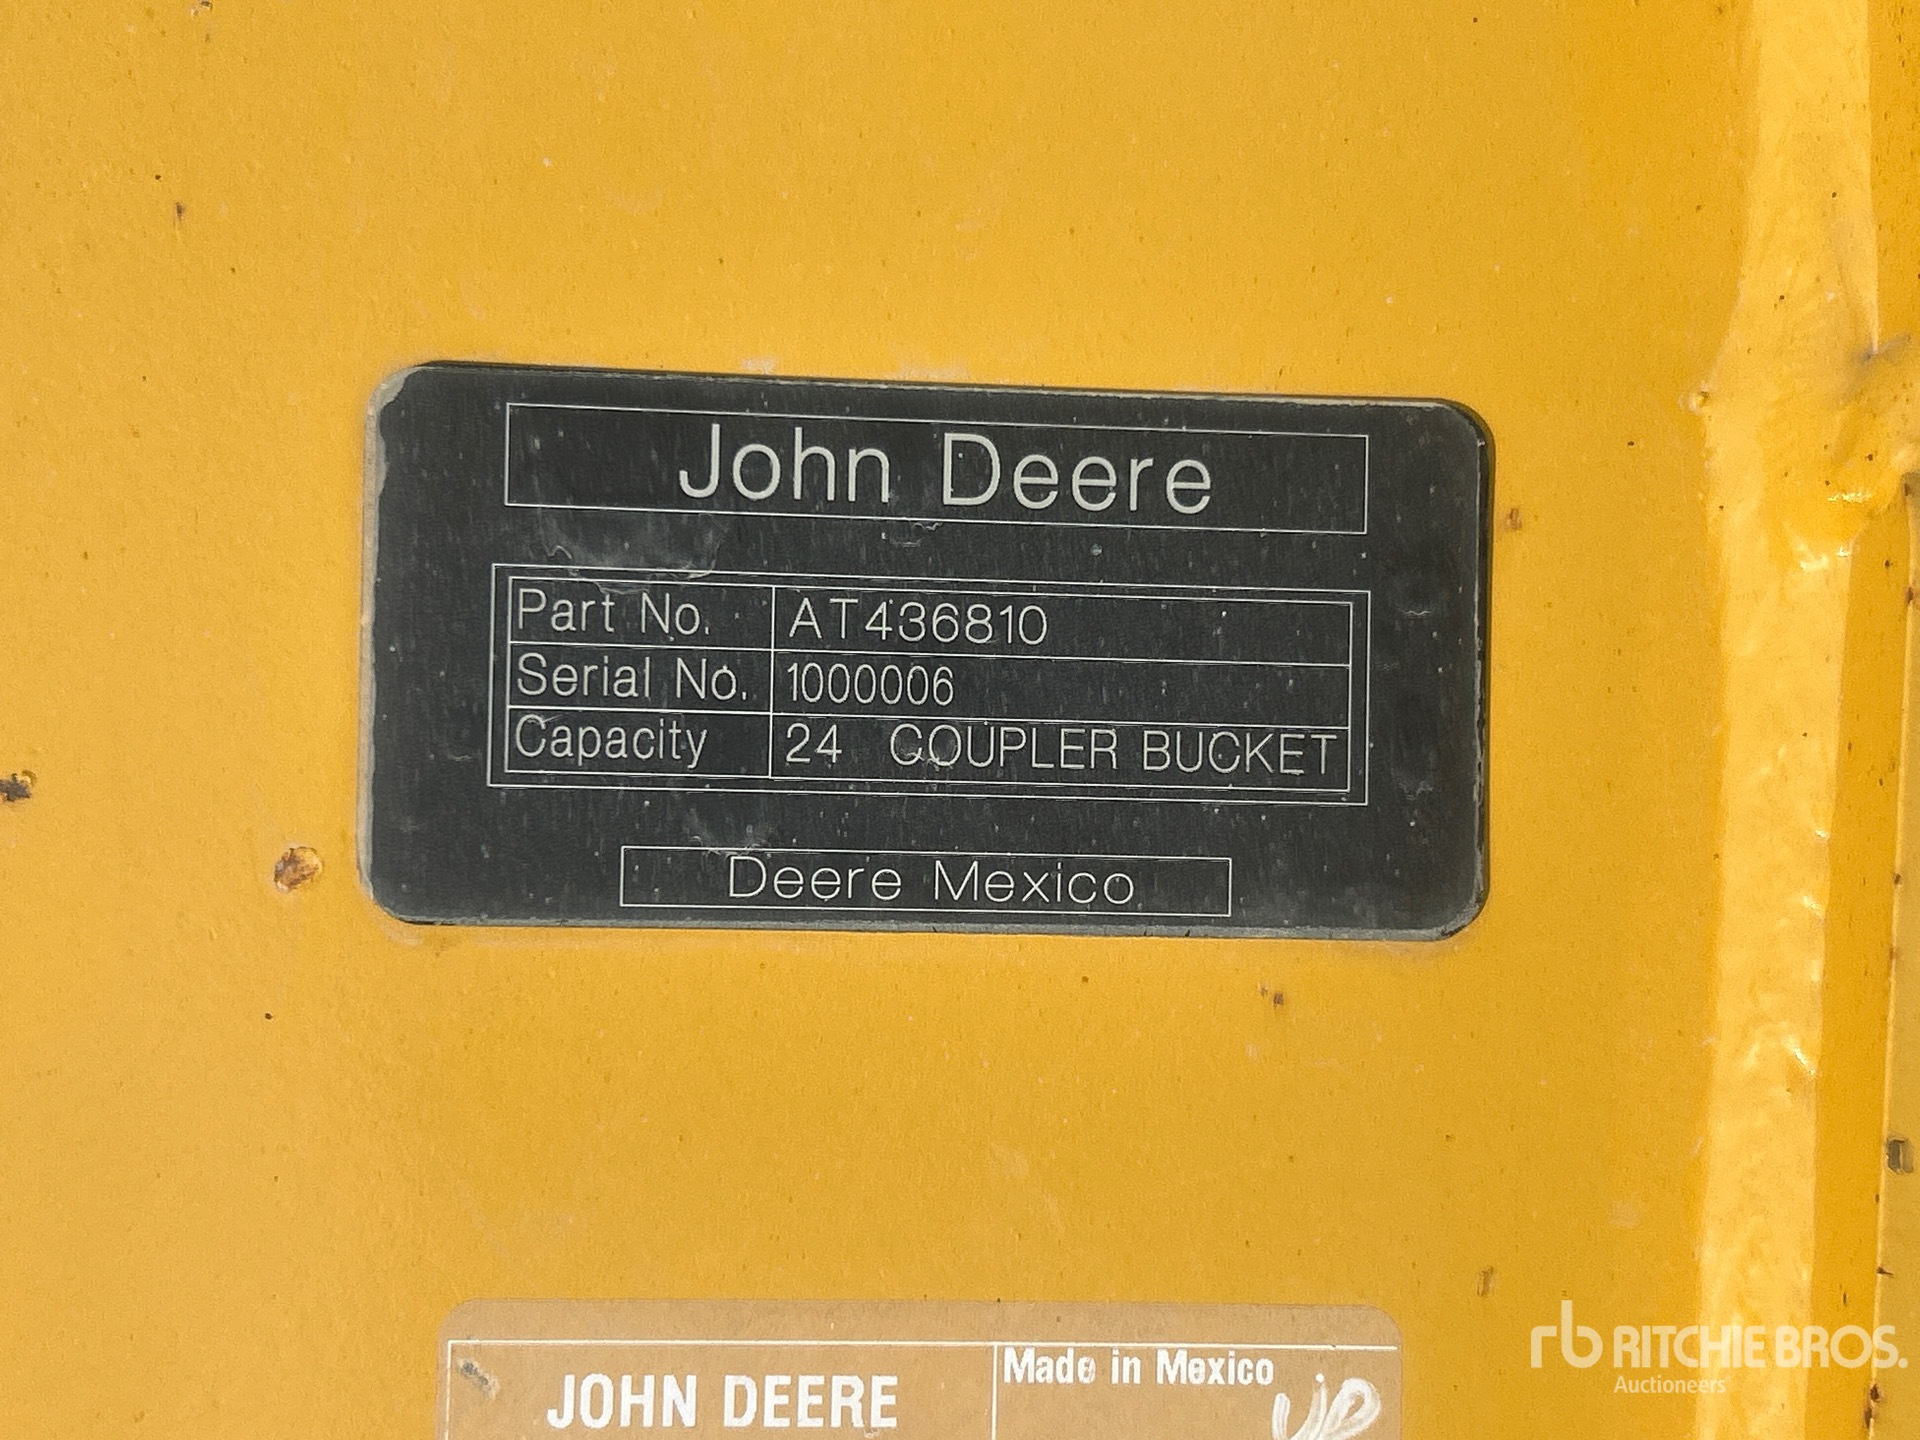 John Deere
Part No. AT436810
Serial No. 1000006
Capacity 24 COUPLER BUCKET
Deere Mexico
JOHN DEERE
Made in Mexico
rb RITCHIE BROS.
Auctioneers